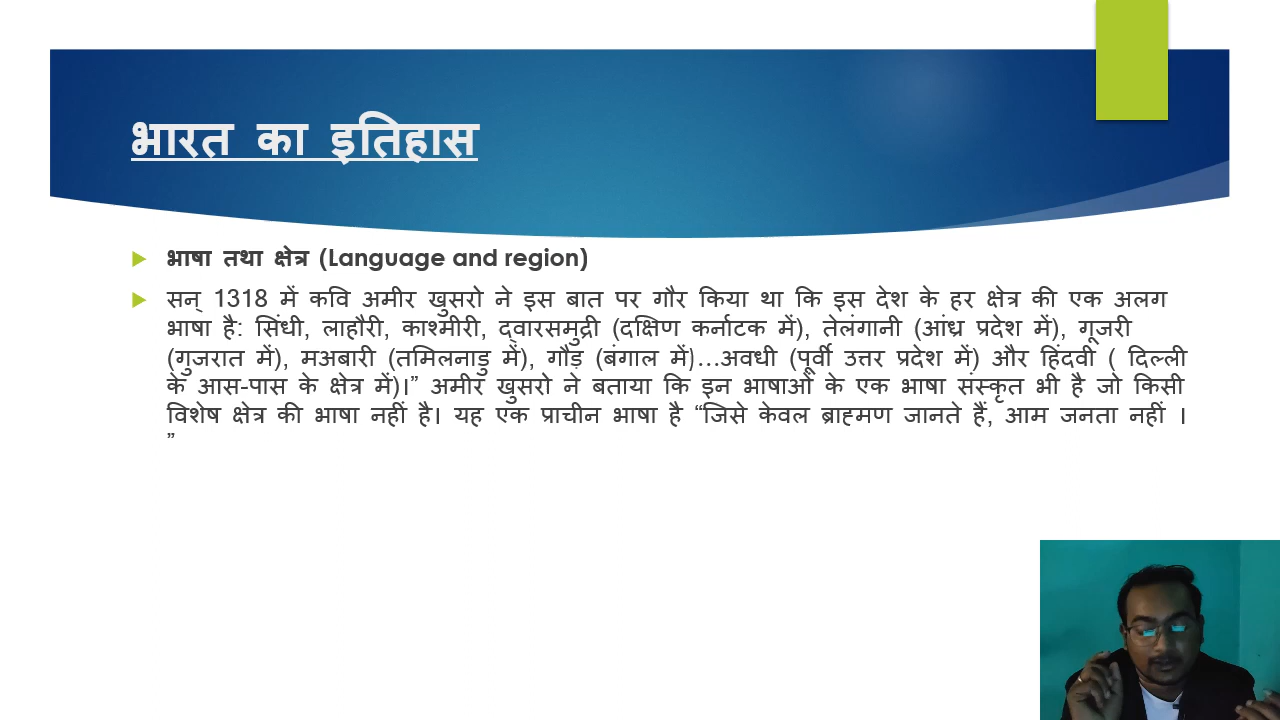 भारत का इतिहास
भाषा तथा क्षेत्र (Language and region)
सन् 1318 में कवि अमीर खुसरो ने इस बात पर गौर किया था कि इस देश के हर क्षेत्र की एक अलग
भाषा है: सिंधी, लाहौरी, काश्मीरी, द्वारसमुद्री (दक्षिण कर्नाटक में), तेलंगानी (आंध्र प्रदेश में), गूजरी
(गुजरात में), मअबारी (तमिलनाडु में), गौड़ (बंगाल में)...अवधी (पूर्वी उत्तर प्रदेश में) और हिंदवी ( दिल्ली
के आस-पास के क्षेत्र में)।” अमीर खुसरो ने बताया कि इन भाषाओं के एक भाषा संस्कृत भी है जो किसी
विशेष क्षेत्र की भाषा नहीं है। यह एक प्राचीन भाषा है “जिसे केवल ब्राह्मण जानते हैं, आम जनता नहीं ।
”